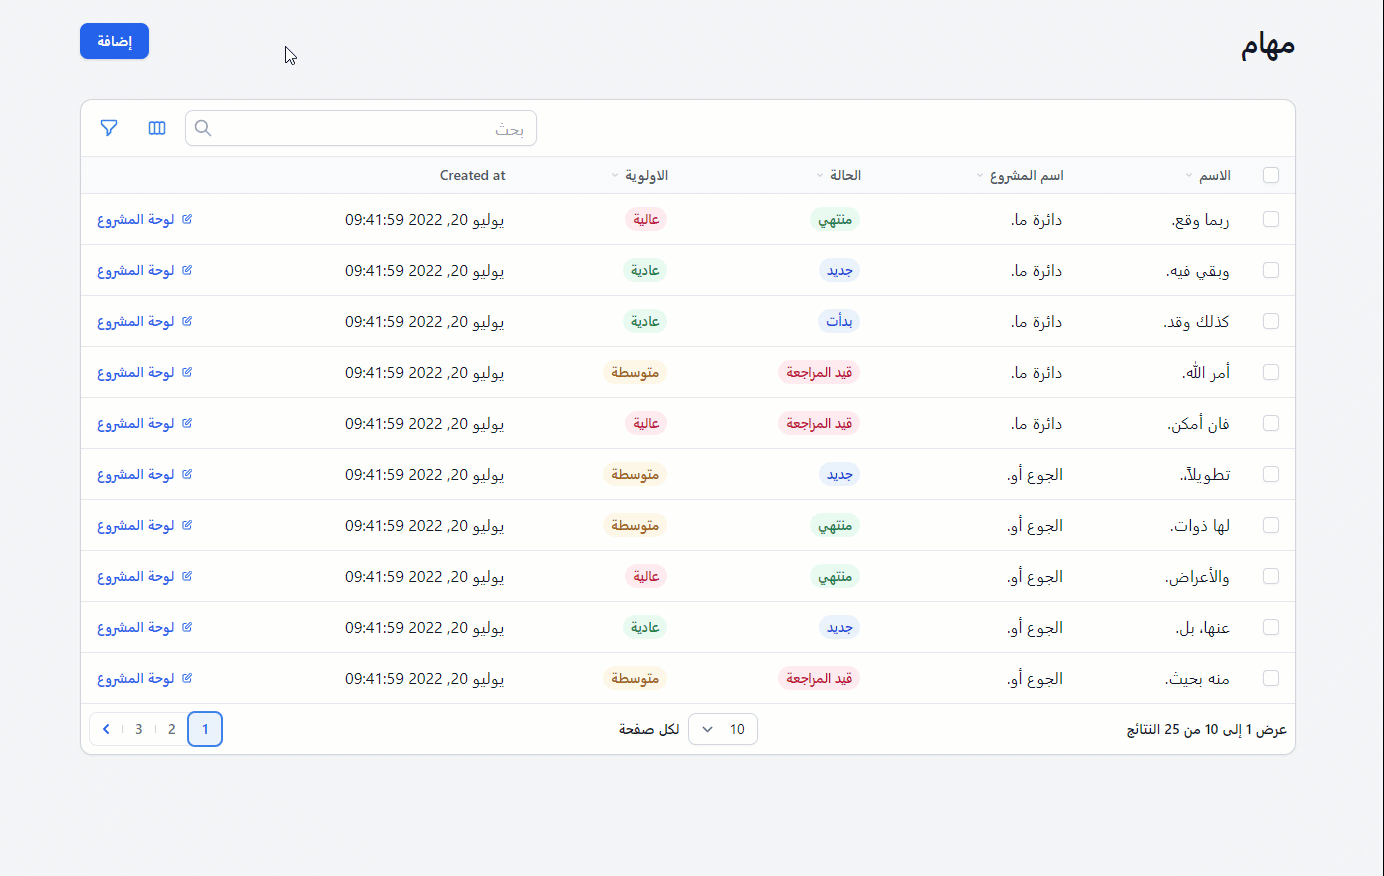 مهام
إضافة
بحث
الاسم اسم المشروع الحالة الاولوية Created at
ربما وقع. دائرة ما. منتهي عالية يوليو 20, 2022 09:41:59 لوحة المشروع
وبقي فيه. دائرة ما. جديد عادية يوليو 20, 2022 09:41:59 لوحة المشروع
كذلك وقد. دائرة ما. بدأت عادية يوليو 20, 2022 09:41:59 لوحة المشروع
أمر الله. دائرة ما. قيد المراجعة متوسطة يوليو 20, 2022 09:41:59 لوحة المشروع
فان أمكن. دائرة ما. قيد المراجعة عالية يوليو 20, 2022 09:41:59 لوحة المشروع
تطويلاً،. الجوع أو. جديد متوسطة يوليو 20, 2022 09:41:59 لوحة المشروع
لها ذوات. الجوع أو. منتهي متوسطة يوليو 20, 2022 09:41:59 لوحة المشروع
والأعراض. الجوع أو. منتهي عالية يوليو 20, 2022 09:41:59 لوحة المشروع
عنها، بل. الجوع أو. جديد عادية يوليو 20, 2022 09:41:59 لوحة المشروع
منه بحيث. الجوع أو. قيد المراجعة متوسطة يوليو 20, 2022 09:41:59 لوحة المشروع
عرض 1 إلى 10 من 25 النتائج 10 لكل صفحة 1 2 3